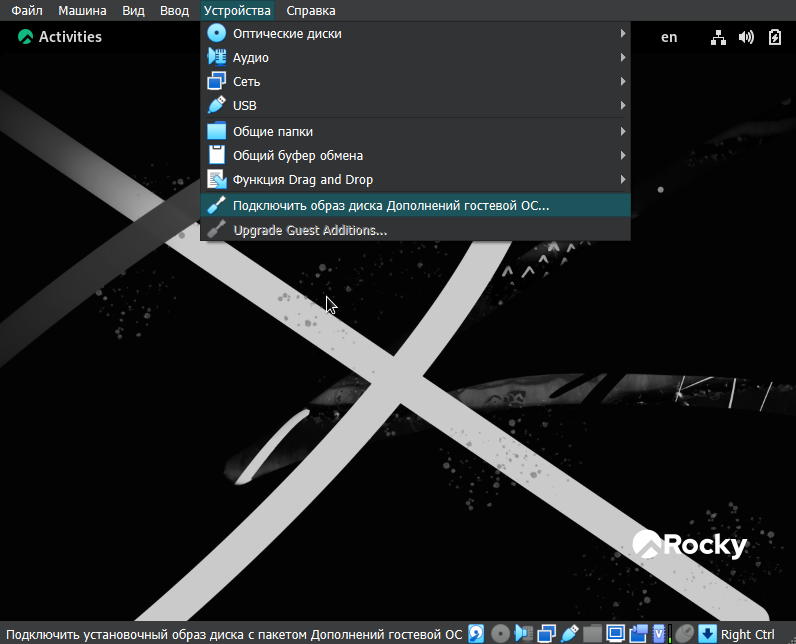 Файл Машина Вид Ввод Устройства Справка
Activities
en
Оптические диски
Аудио
Сеть
USB
Общие папки
Общий буфер обмена
Функция Drag and Drop
Подключить образ диска Дополнений гостевой ОС...
Upgrade Guest Additions...
Rocky
Подключить установочный образ диска с пакетом Дополнений гостевой ОС
Right Ctrl